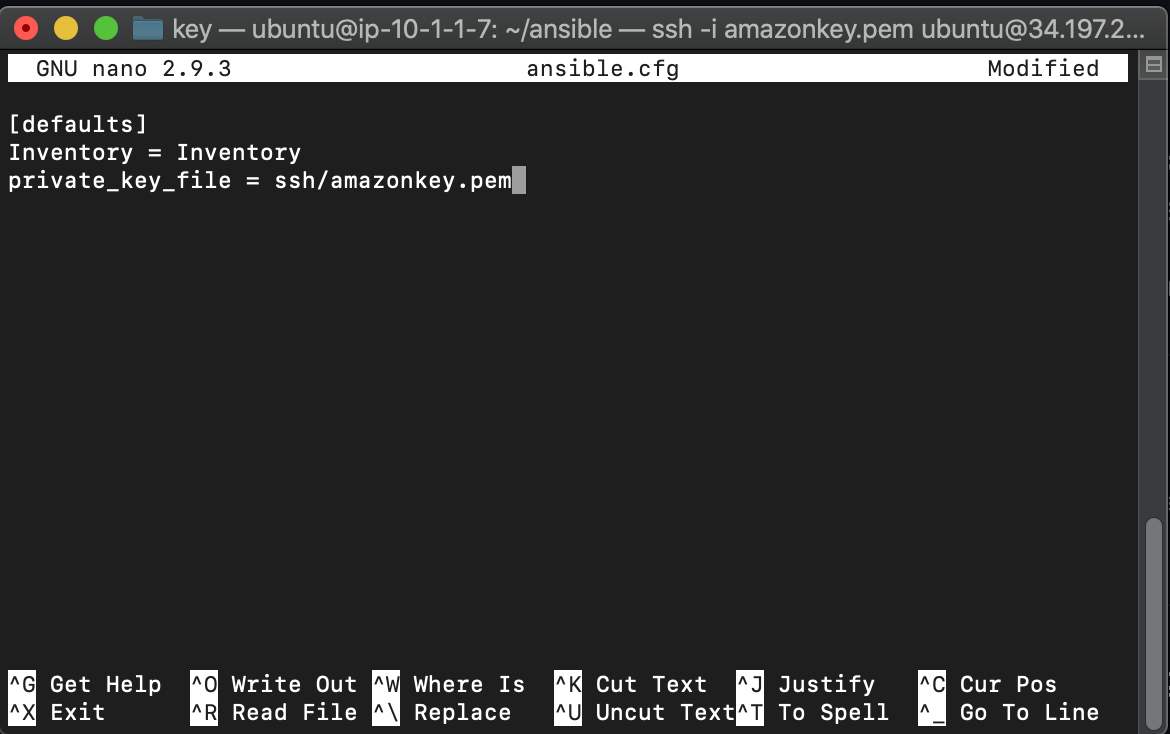 key — ubuntu@ip-10-1-1-7: ~/ansible — ssh -i amazonkey.pem ubuntu@34.197.2...
GNU nano 2.9.3 ansible.cfg Modified
[defaults]
Inventory = Inventory
private_key_file = ssh/amazonkey.pem
^G Get Help ^O Write Out ^W Where Is ^K Cut Text ^J Justify ^C Cur Pos
^X Exit ^R Read File ^\ Replace ^U Uncut Text ^T To Spell ^_ Go To Line